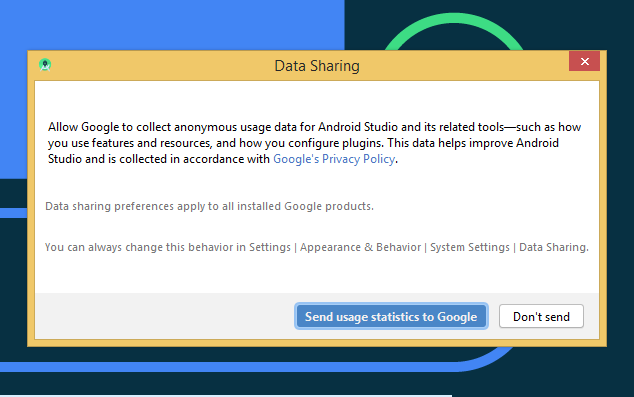 Data Sharing
Allow Google to collect anonymous usage data for Android Studio and its related tools—such as how
you use features and resources, and how you configure plugins. This data helps improve Android
Studio and is collected in accordance with Google's Privacy Policy.
Data sharing preferences apply to all installed Google products.
You can always change this behavior in Settings | Appearance & Behavior | System Settings | Data Sharing.
Send usage statistics to Google
Don't send